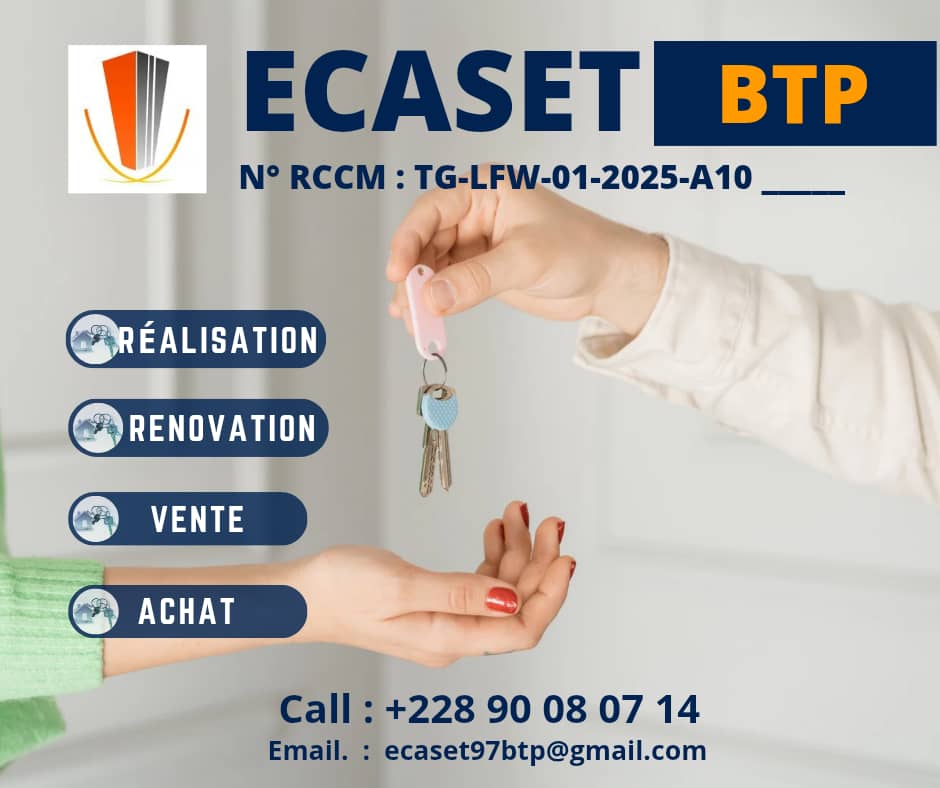 ECASET BTP
N° RCCM : TG-LFW-01-2025-A10 _____
RÉALISATION
RENOVATION
VENTE
ACHAT
Call : +228 90 08 07 14
Email. : ecaset97btp@gmail.com